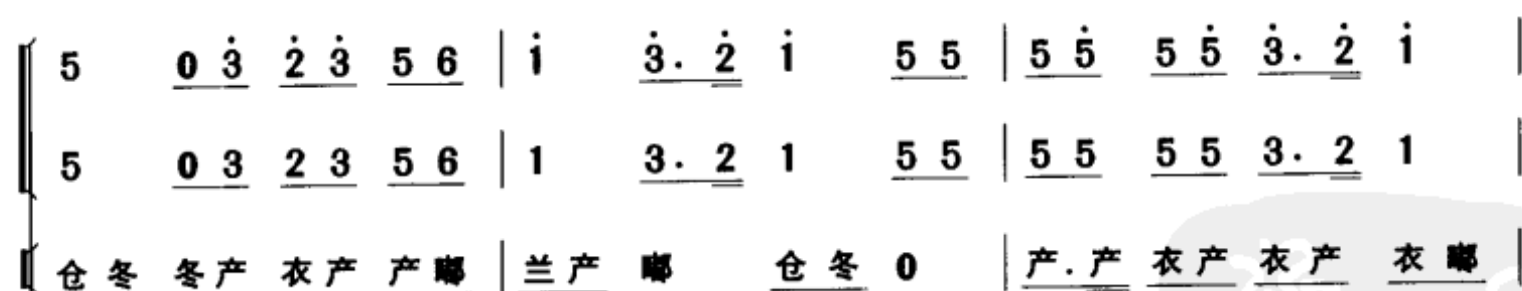 5 0 3̇ 2̇ 3̇ 5 6 | 1̇ 3̇. 2̇ 1̇ 5 5 | 5 5̇ 5 5̇ 3̇. 2̇ 1̇ |
5 0 3 2 3 5 6 | 1 3. 2 1 5 5 | 5 5 5 5 3. 2 1 |
仓 冬 冬 产 衣 产 产 嘟 | 兰 产 嘟 仓 冬 0 | 产. 产 衣 产 衣 产 衣 嘟 |